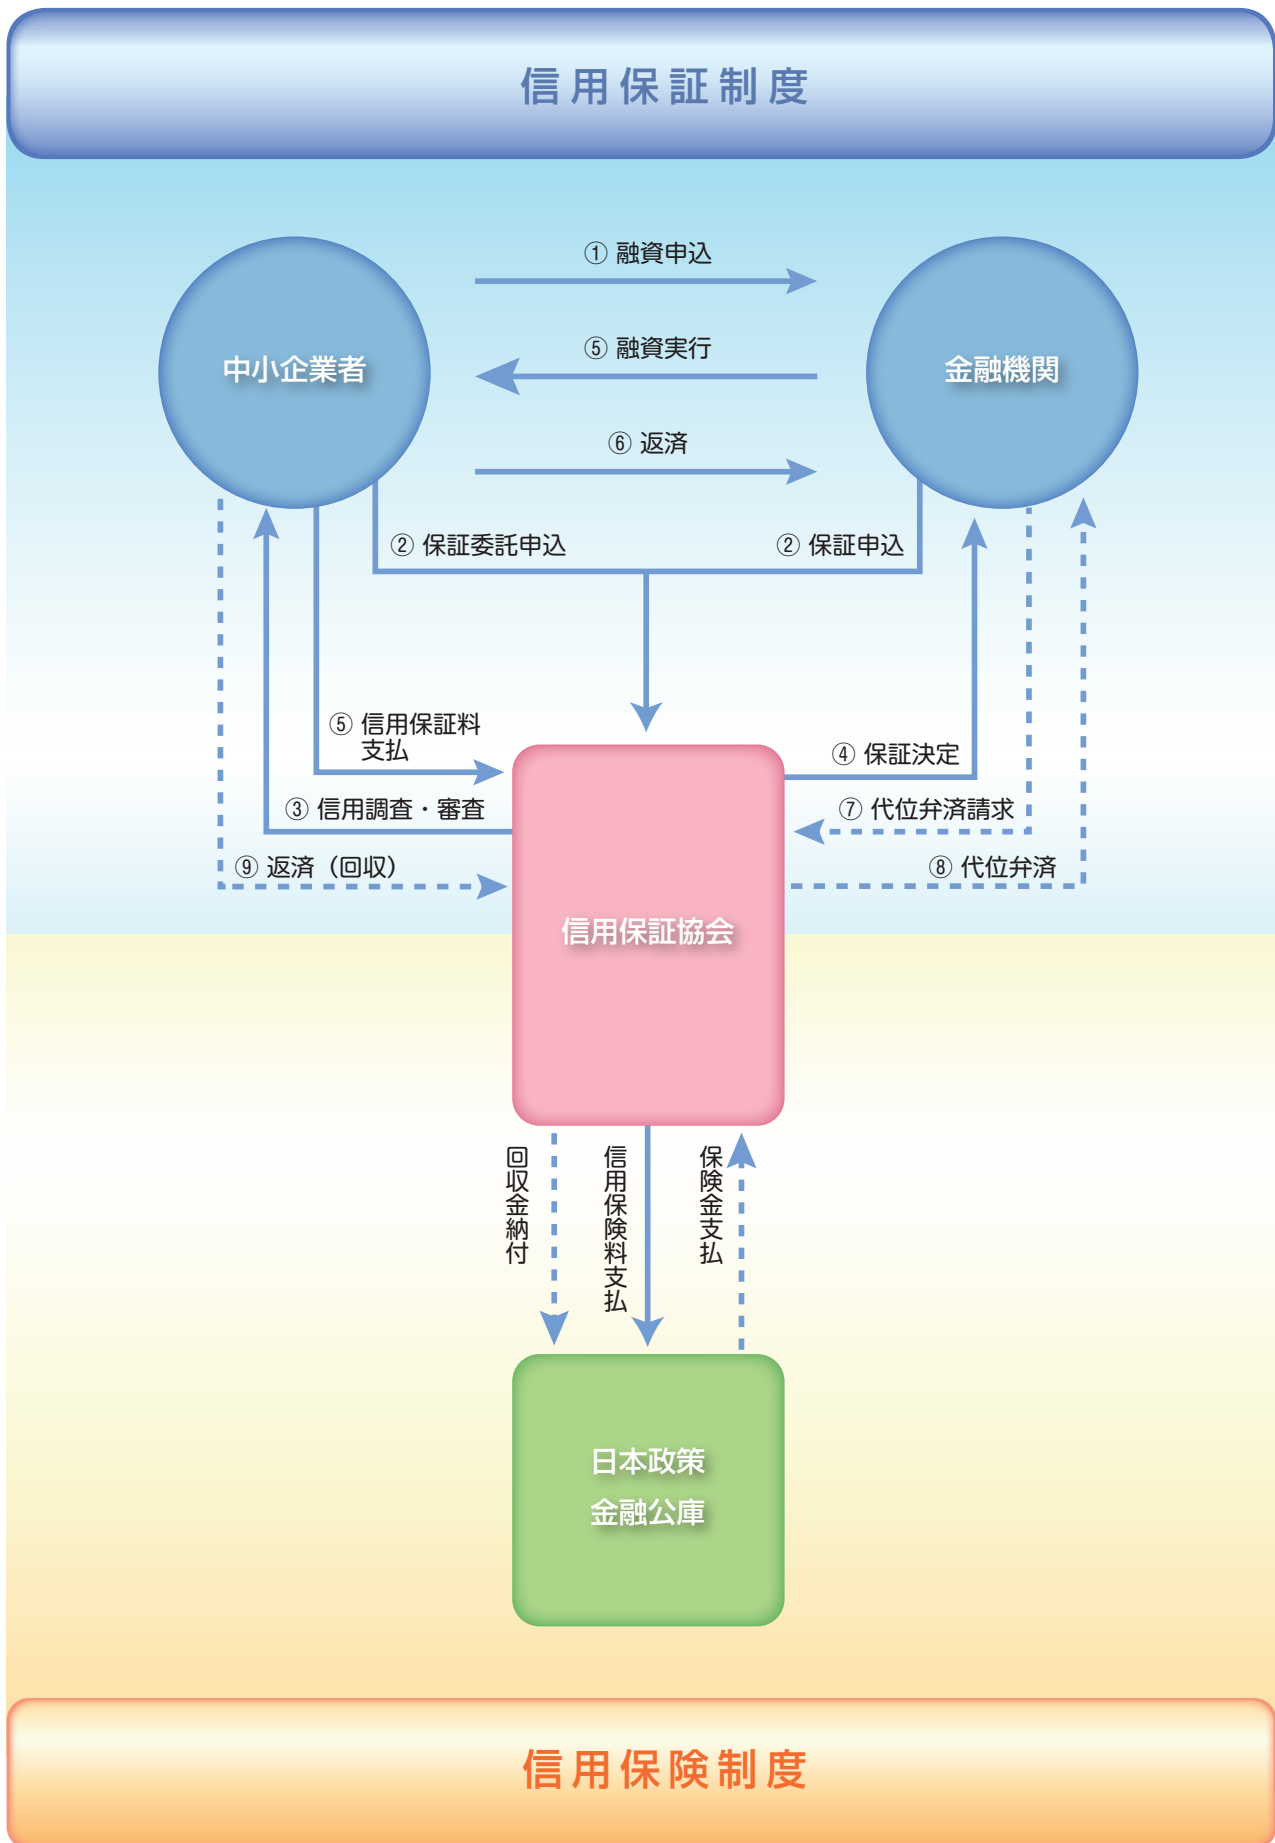 信用保証制度
① 融資申込
中小企業者
⑤ 融資実行
金融機関
⑥ 返済
② 保証委託申込
② 保証申込
⑤ 信用保証料
支払
④ 保証決定
③ 信用調査・審査
⑦ 代位弁済請求
⑨ 返済（回収）
⑧ 代位弁済
信用保証協会
回収金納付
信用保険料支払
保険金支払
日本政策
金融公庫
信用保険制度